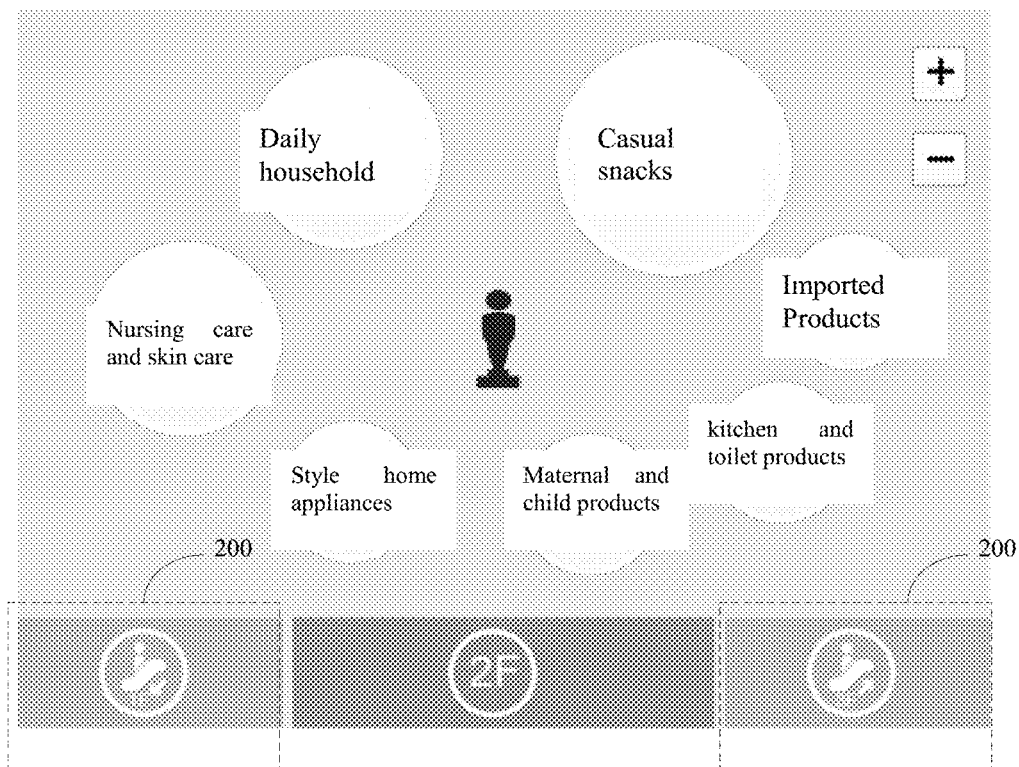 Daily
household
Casual
snacks
+
-
Imported
Products
Nursing care
and skin care
kitchen and
toilet products
Style home
appliances
Maternal and
child products
200
200
2F